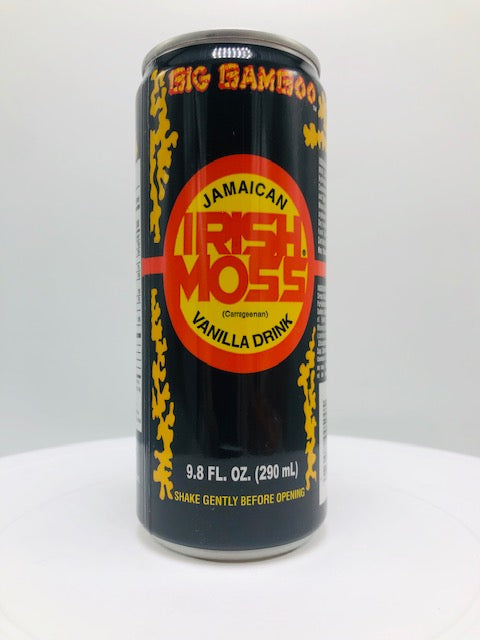 BIG BAMBOO
JAMAICAN
IRISH
MOSS
(Carrageenan)
VANILLA DRINK
9.8 FL. OZ. (290 mL)
SHAKE GENTLY BEFORE OPENING